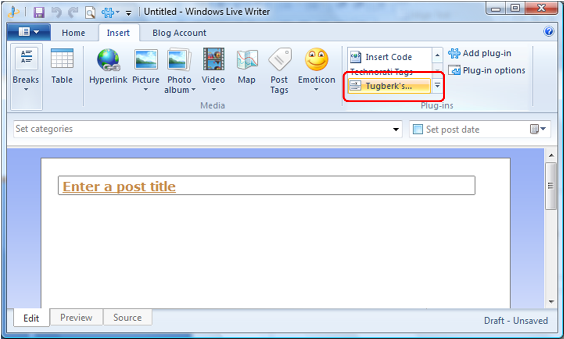 Untitled - Windows Live Writer
Home Insert Blog Account
Breaks
Table
Hyperlink
Picture
Photo
album
Video
Map
Post
Tags
Emoticon
Insert Code
Technorati Tags
Tugberk's...
Add plug-in
Plug-in options
Media
Plug-ins
Set categories
Set post date
Enter a post title
Edit Preview Source
Draft - Unsaved